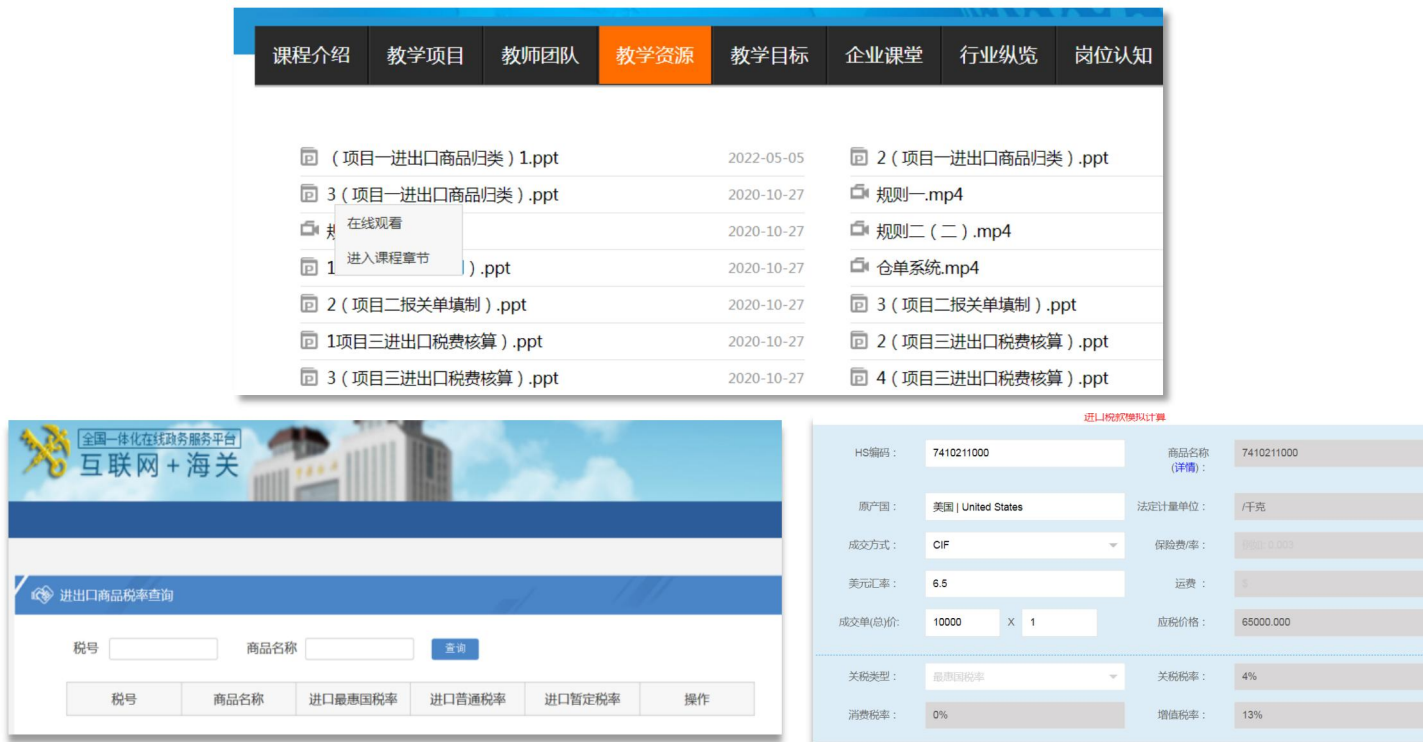 课程介绍 教学项目 教师团队 教学资源 教学目标 企业课堂 行业纵览 岗位认知
（项目一进出口商品归类）1.ppt 2022-05-05 2（项目一进出口商品归类）.ppt
3（项目一进出口商品归类）.ppt 2020-10-27 规则一.mp4
在线观看
2020-10-27 规则二（二）.mp4
进入课程章节
1 ）.ppt 2020-10-27 仓单系统.mp4
2（项目二报关单填制）.ppt 2020-10-27 3（项目二报关单填制）.ppt
1项目三进出口税费核算）.ppt 2020-10-27 2（项目三进出口税费核算）.ppt
3（项目三进出口税费核算）.ppt 2020-10-27 4（项目三进出口税费核算）.ppt
全国一体化在线政务服务平台
互联网+海关
进出口商品税率查询
税号 商品名称 查询
税号 商品名称 进口最惠国税率 进口普通税率 进口暂定税率 操作
进口税款模拟计算
HS编码： 7410211000 商品名称 7410211000
(详情)：
原产国： 美国 | United States 法定计量单位： /千克
成交方式： CIF 保险费/率：
美元汇率： 6.5 运费：
成交单(总)价: 10000 X 1 应税价格： 65000.000
关税类型： 最惠国税率 关税税率： 4%
消费税率： 0% 增值税率： 13%